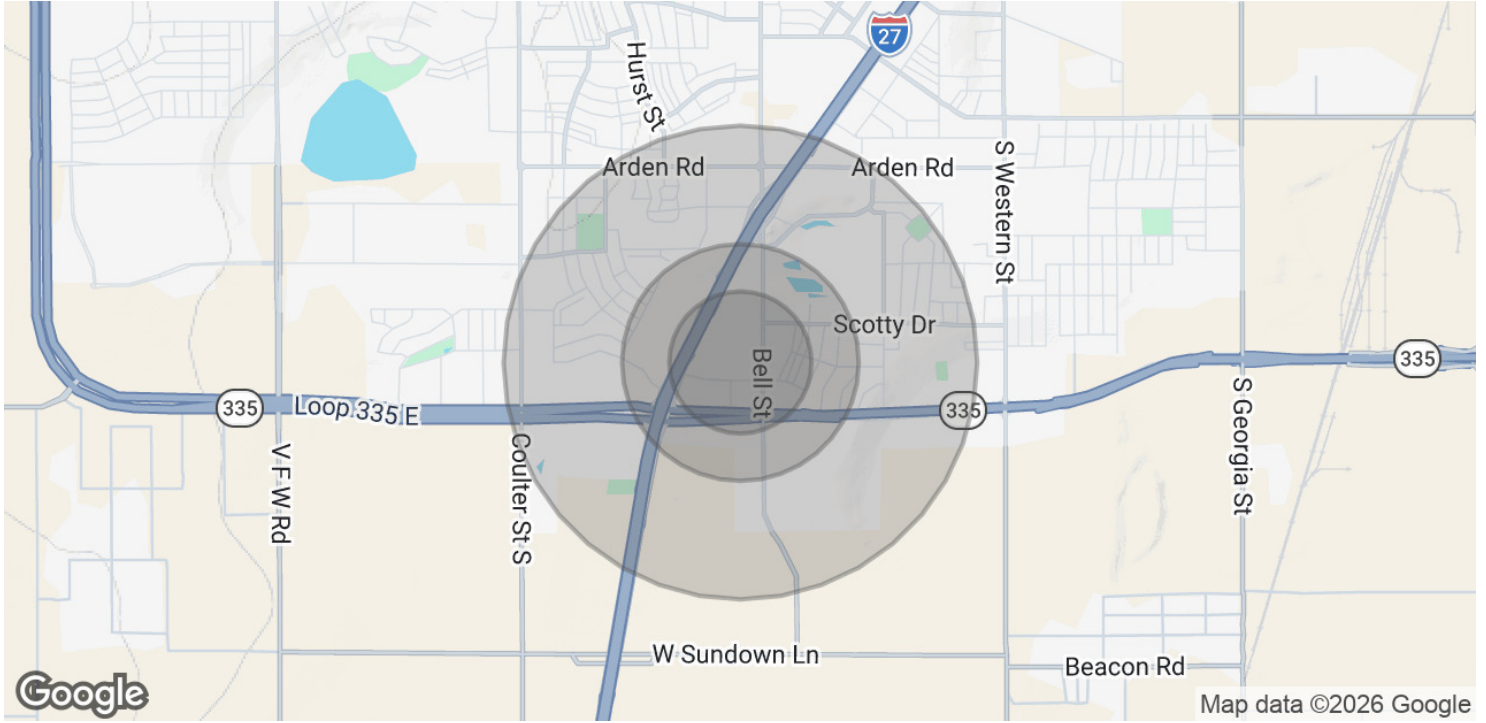 27
Hurst St
Arden Rd
Arden Rd
S Western St
Scotty Dr
Bell St
335
335
Loop 335 E
335
S Georgia St
V F W Rd
Coulter St S
W Sundown Ln
Beacon Rd
Google
Map data ©2026 Google